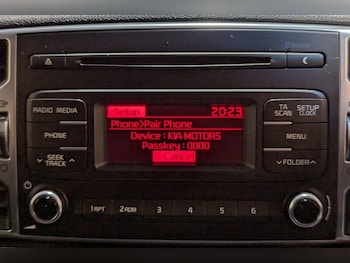 Bluetooth
RADIO MEDIA
Setup 20:23
TA SCAN
SETUP CLOCK
Phone>Pair Phone
PHONE
Device : KIA MOTORS
MENU
Passkey : 0000
SEEK TRACK
Cancel
FOLDER
1 RPT 2 RDM 3 4 5 6